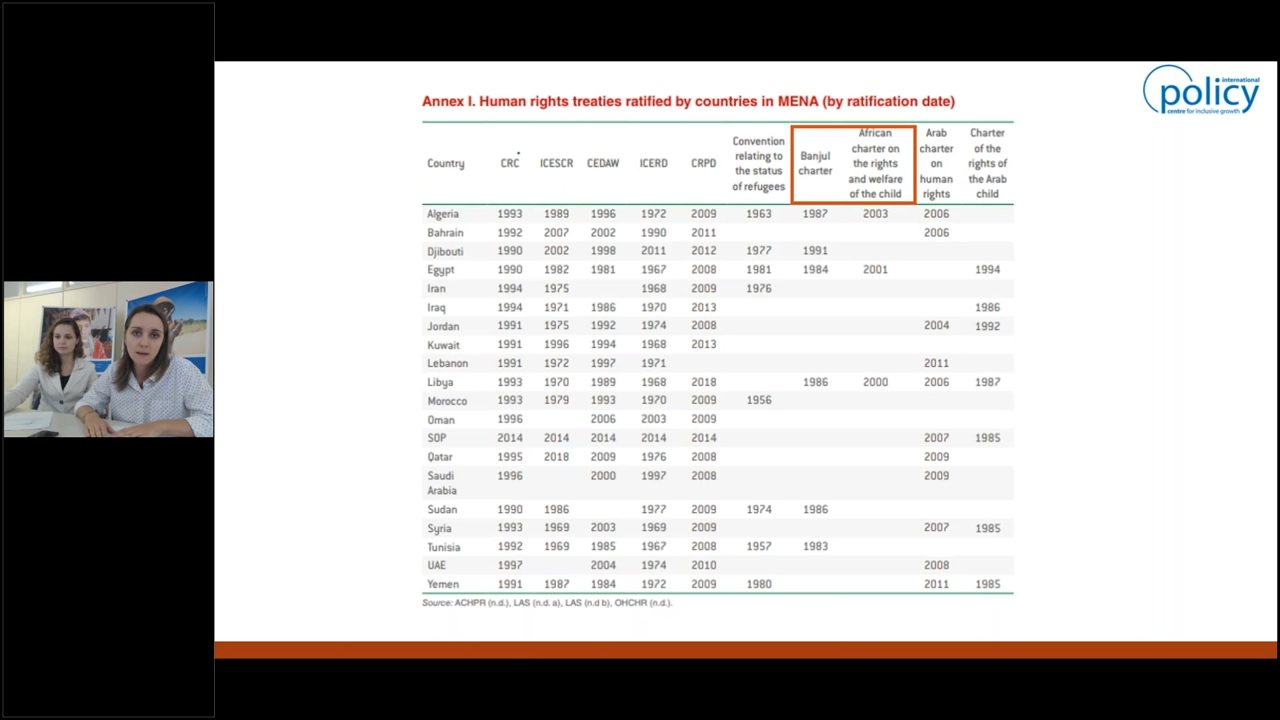 international
policy
centre for inclusive growth
Annex I. Human rights treaties ratified by countries in MENA (by ratification date)
Country CRC ICESCR CEDAW ICERD CRPD Convention relating to the status of refugees Banjul charter African charter on the rights and welfare of the child Arab charter on human rights Charter of the rights of the Arab child
Algeria 1993 1989 1996 1972 2009 1963 1987 2003 2006
Bahrain 1992 2007 2002 1990 2011 2006
Djibouti 1990 2002 1998 2011 2012 1977 1991
Egypt 1990 1982 1981 1967 2008 1981 1984 2001 1994
Iran 1994 1975 1968 2009 1976
Iraq 1994 1971 1986 1970 2013 1986
Jordan 1991 1975 1992 1974 2008 2004 1992
Kuwait 1991 1996 1994 1968 2013
Lebanon 1991 1972 1997 1971 2011
Libya 1993 1970 1989 1968 2018 1986 2000 2006 1987
Morocco 1993 1979 1993 1970 2009 1956
Oman 1996 2006 2003 2009
SOP 2014 2014 2014 2014 2014 2007 1985
Qatar 1995 2018 2009 1976 2008 2009
Saudi Arabia 1996 2000 1997 2008 2009
Sudan 1990 1986 1977 2009 1974 1986
Syria 1993 1969 2003 1969 2009 2007 1985
Tunisia 1992 1969 1985 1967 2008 1957 1983
UAE 1997 2004 1974 2010 2008
Yemen 1991 1987 1984 1972 2009 1980 2011 1985
Source: ACHPR (n.d.), LAS (n.d. a), LAS (n.d b), OHCHR (n.d.).